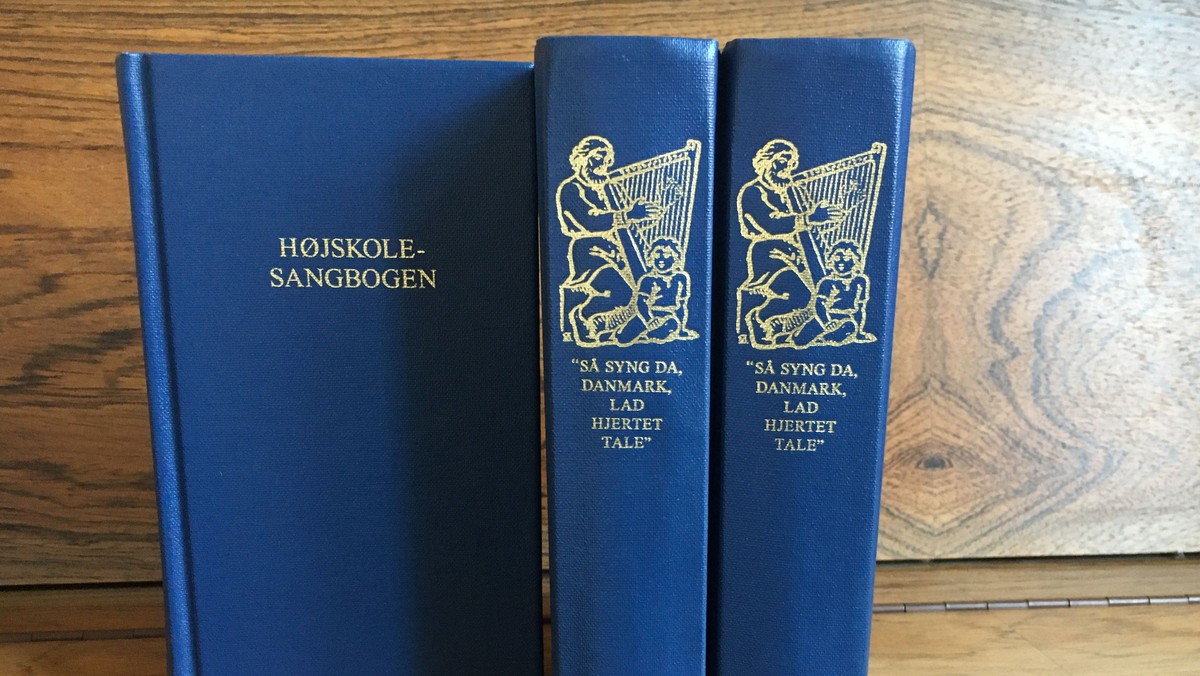 HØJSKOLE-
SANGBOGEN
“SÅ SYNG DA,
DANMARK,
LAD
HJERTET
TALE”
“SÅ SYNG DA,
DANMARK,
LAD
HJERTET
TALE”